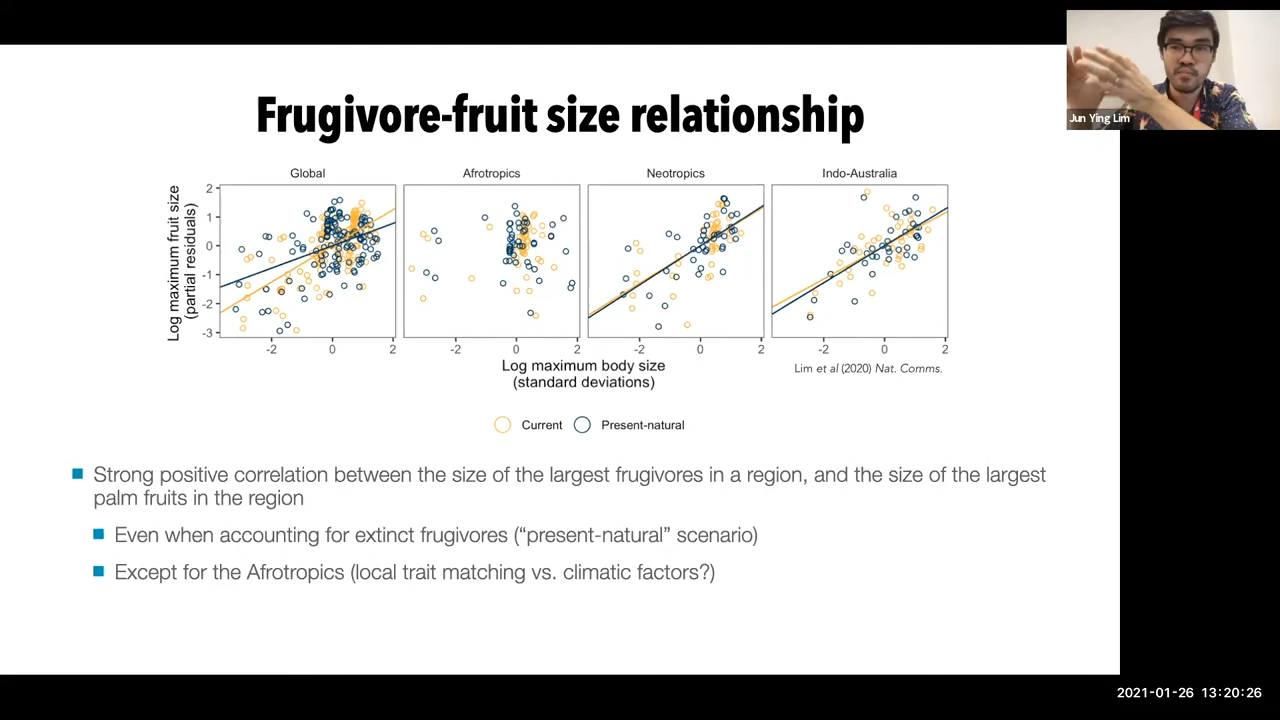 Frugivore-fruit size relationship
Jun Ying Lim
Global
Afrotropics
Neotropics
Indo-Australia
Log maximum fruit size
(partial residuals)
2
1
0
-1
-2
-3
-2 0 2
-2 0 2
-2 0 2
-2 0 2
Log maximum body size
(standard deviations)
Lim et al (2020) Nat. Comms.
Current
Present-natural
Strong positive correlation between the size of the largest frugivores in a region, and the size of the largest
palm fruits in the region
Even when accounting for extinct frugivores (“present-natural” scenario)
Except for the Afrotropics (local trait matching vs. climatic factors?)
2021-01-26 13:20:26